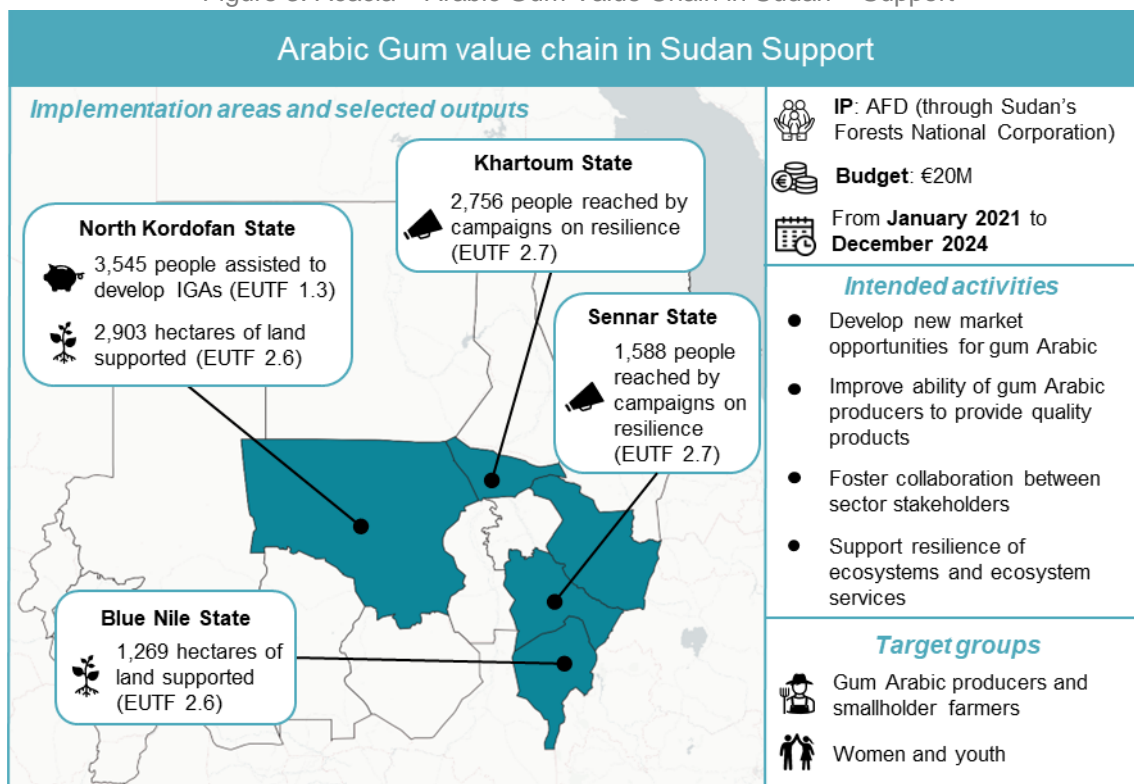 Arabic Gum value chain in Sudan Support
Implementation areas and selected outputs
Khartoum State
2,756 people reached by
campaigns on resilience
(EUTF 2.7)
North Kordofan State
3,545 people assisted to
develop IGAs (EUTF 1.3)
2,903 hectares of land
supported (EUTF 2.6)
Sennar State
1,588 people
reached by
campaigns on
resilience
(EUTF 2.7)
Blue Nile State
1,269 hectares of
land supported
(EUTF 2.6)
IP: AFD (through Sudan's
Forests National Corporation)
Budget: €20M
From January 2021 to
December 2024
Intended activities
Develop new market
opportunities for gum Arabic
Improve ability of gum Arabic
producers to provide quality
products
Foster collaboration between
sector stakeholders
Support resilience of
ecosystems and ecosystem
services
Target groups
Gum Arabic producers and
smallholder farmers
Women and youth